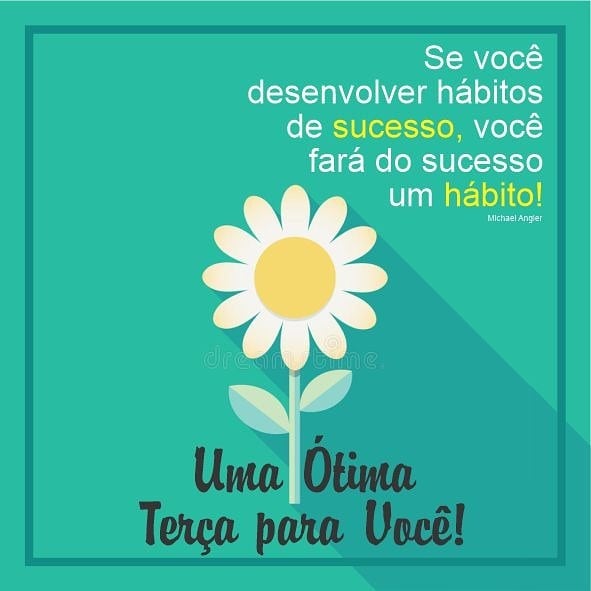 Se você
desenvolver hábitos
de sucesso, você
fará do sucesso
um hábito!
Michael Angler
dreamstime.
Uma Ótima
Terça para Você!